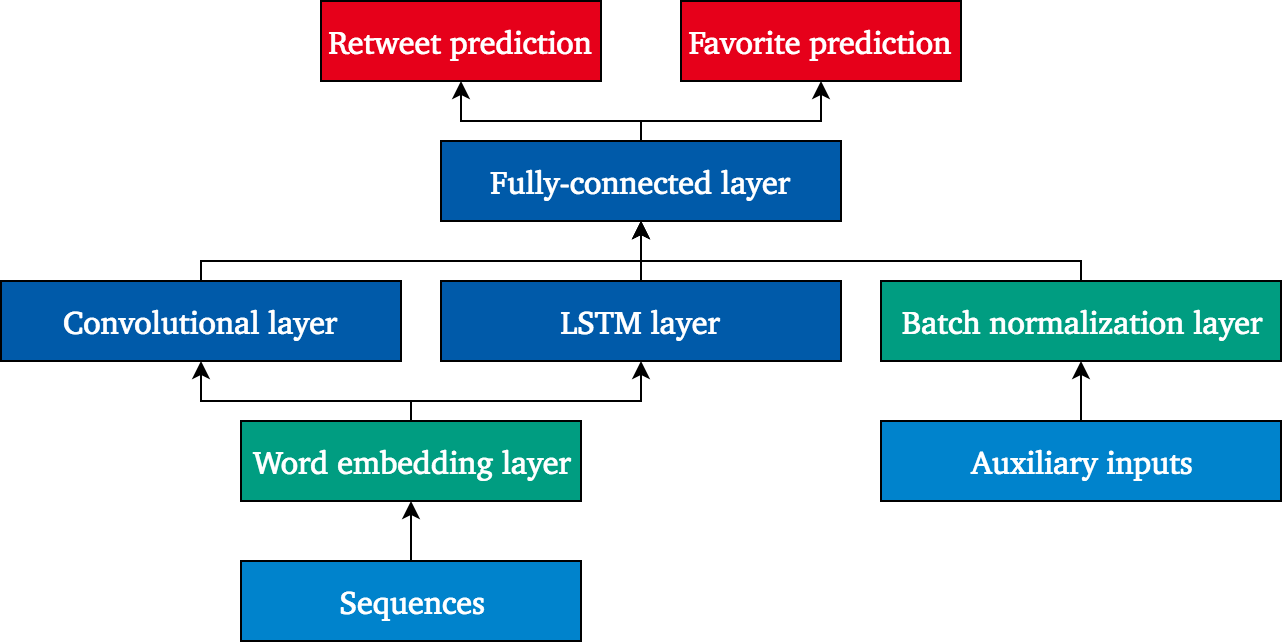 Retweet prediction
Favorite prediction
Fully-connected layer
Convolutional layer
LSTM layer
Batch normalization layer
Word embedding layer
Auxiliary inputs
Sequences